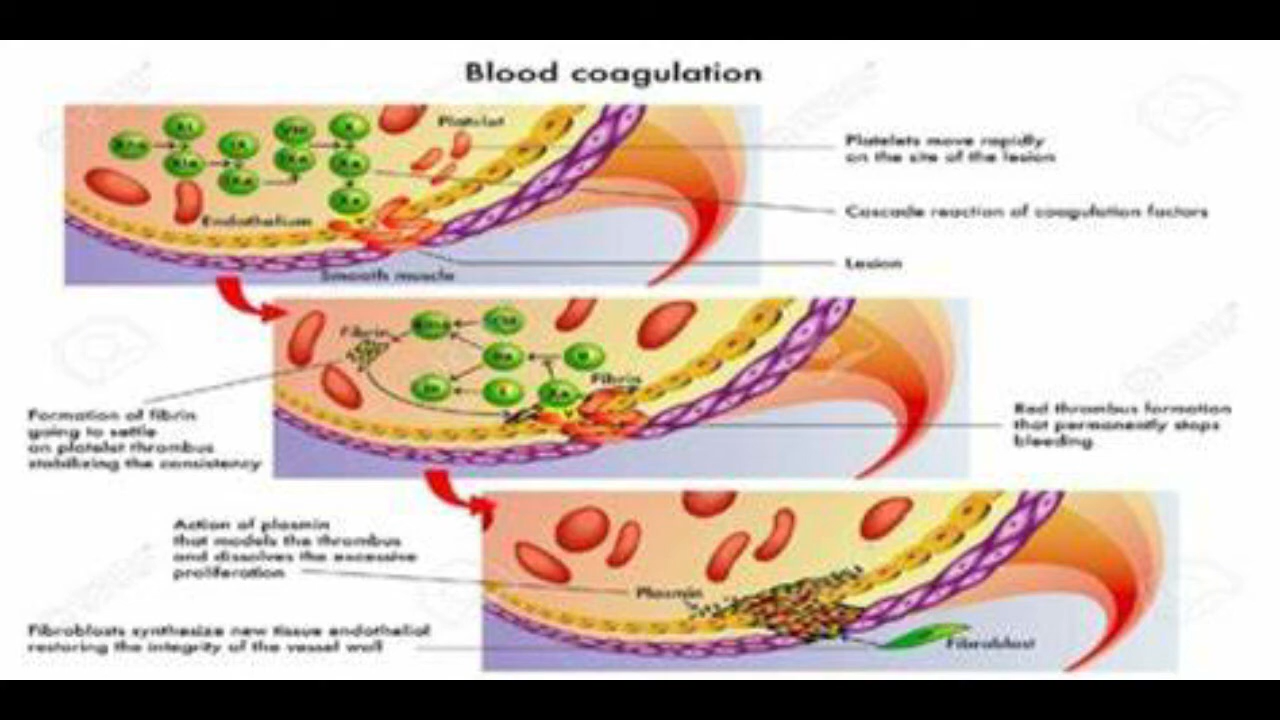 Blood coagulation
Platelet
Endothelium
Smooth muscle
Platelets move rapidly
on the site of the lesion
Cascade reaction of coagulation factors
Lesion
Fibrin
Fibrin
Formation of fibrin
going to settle
on platelet thrombus
stabilizing the consistency
Red thrombus formation
that permanently stops
bleeding
Action of plasmin
that models the thrombus
and dissolves the excessive
proliferation
Plasmin
Fibroblasts synthesize new tissue endothelial
restoring the integrity of the vessel wall
Fibroblast